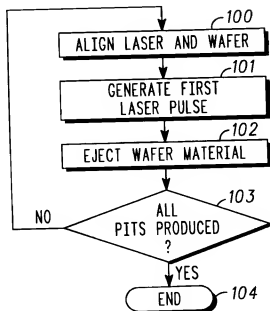 100
ALIGN LASER AND WAFER
101
GENERATE FIRST
LASER PULSE
102
EJECT WAFER MATERIAL
103
ALL
PITS PRODUCED
?
NO
YES
END
104